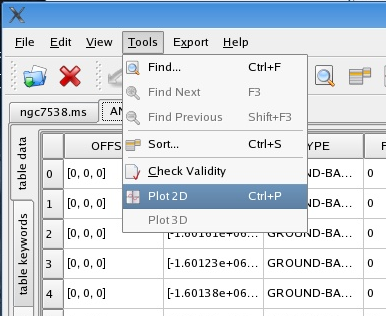 File Edit View Tools Export Help
Find... Ctrl+F
Find Next F3
Find Previous Shift+F3
Sort... Ctrl+S
Check Validity
Plot 2D Ctrl+P
Plot 3D
ngc7538.ms AN
table data
table keywords
OFFS YPE F
0 [0, 0, 0] GROUND-BA... 0
1 [0, 0, 0] GROUND-BA... 0
2 [0, 0, 0] [-1.60161e+06... GROUND-BA... 0
3 [0, 0, 0] [-1.60123e+06... GROUND-BA... 0
4 [0, 0, 0] [-1.60138e+06... GROUND-BA... 0